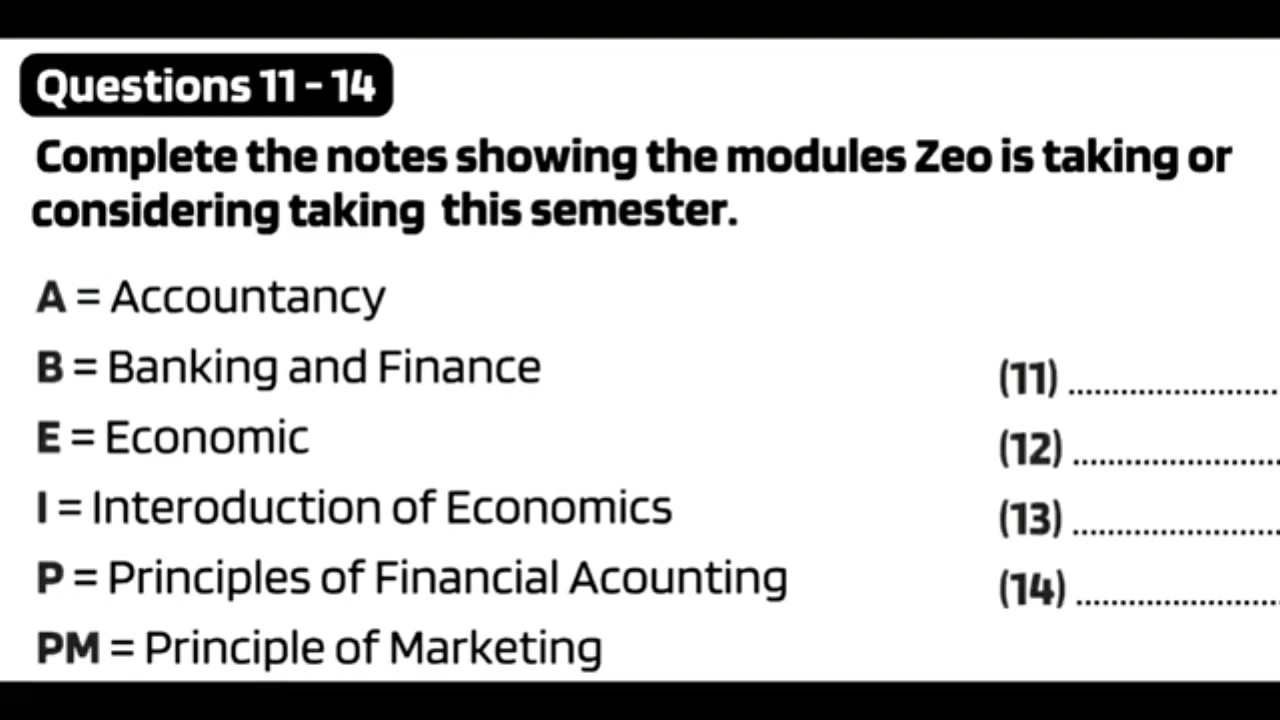 Questions 11 - 14
Complete the notes showing the modules Zeo is taking or
considering taking this semester.
A = Accountancy
B = Banking and Finance
E = Economic
I = Interoduction of Economics
P = Principles of Financial Acounting
PM = Principle of Marketing
(11) ........................
(12) ........................
(13) ........................
(14) ........................